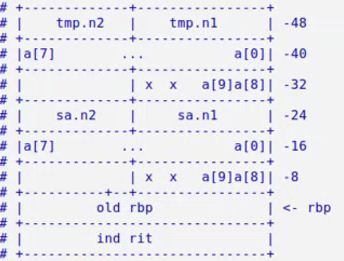 # +--------------+-----------------+
# |    tmp.n2    |    tmp.n1       | -48
# +--------------+-----------------+
# |a[7]         ...            a[0]| -40
# +--------------+-----------------+
# |              | x  x   a[9]a[8]| -32
# +--------------+-----------------+
# |    sa.n2     |     sa.n1       | -24
# +--------------+-----------------+
# |a[7]         ...            a[0]| -16
# +--------------+-----------------+
# |              | x  x   a[9]a[8]| -8
# +-----------+--+-----------------+
# |         old rbp                | <- rbp
# +--------------------------------+
# |         ind rit                |
# +--------------------------------+